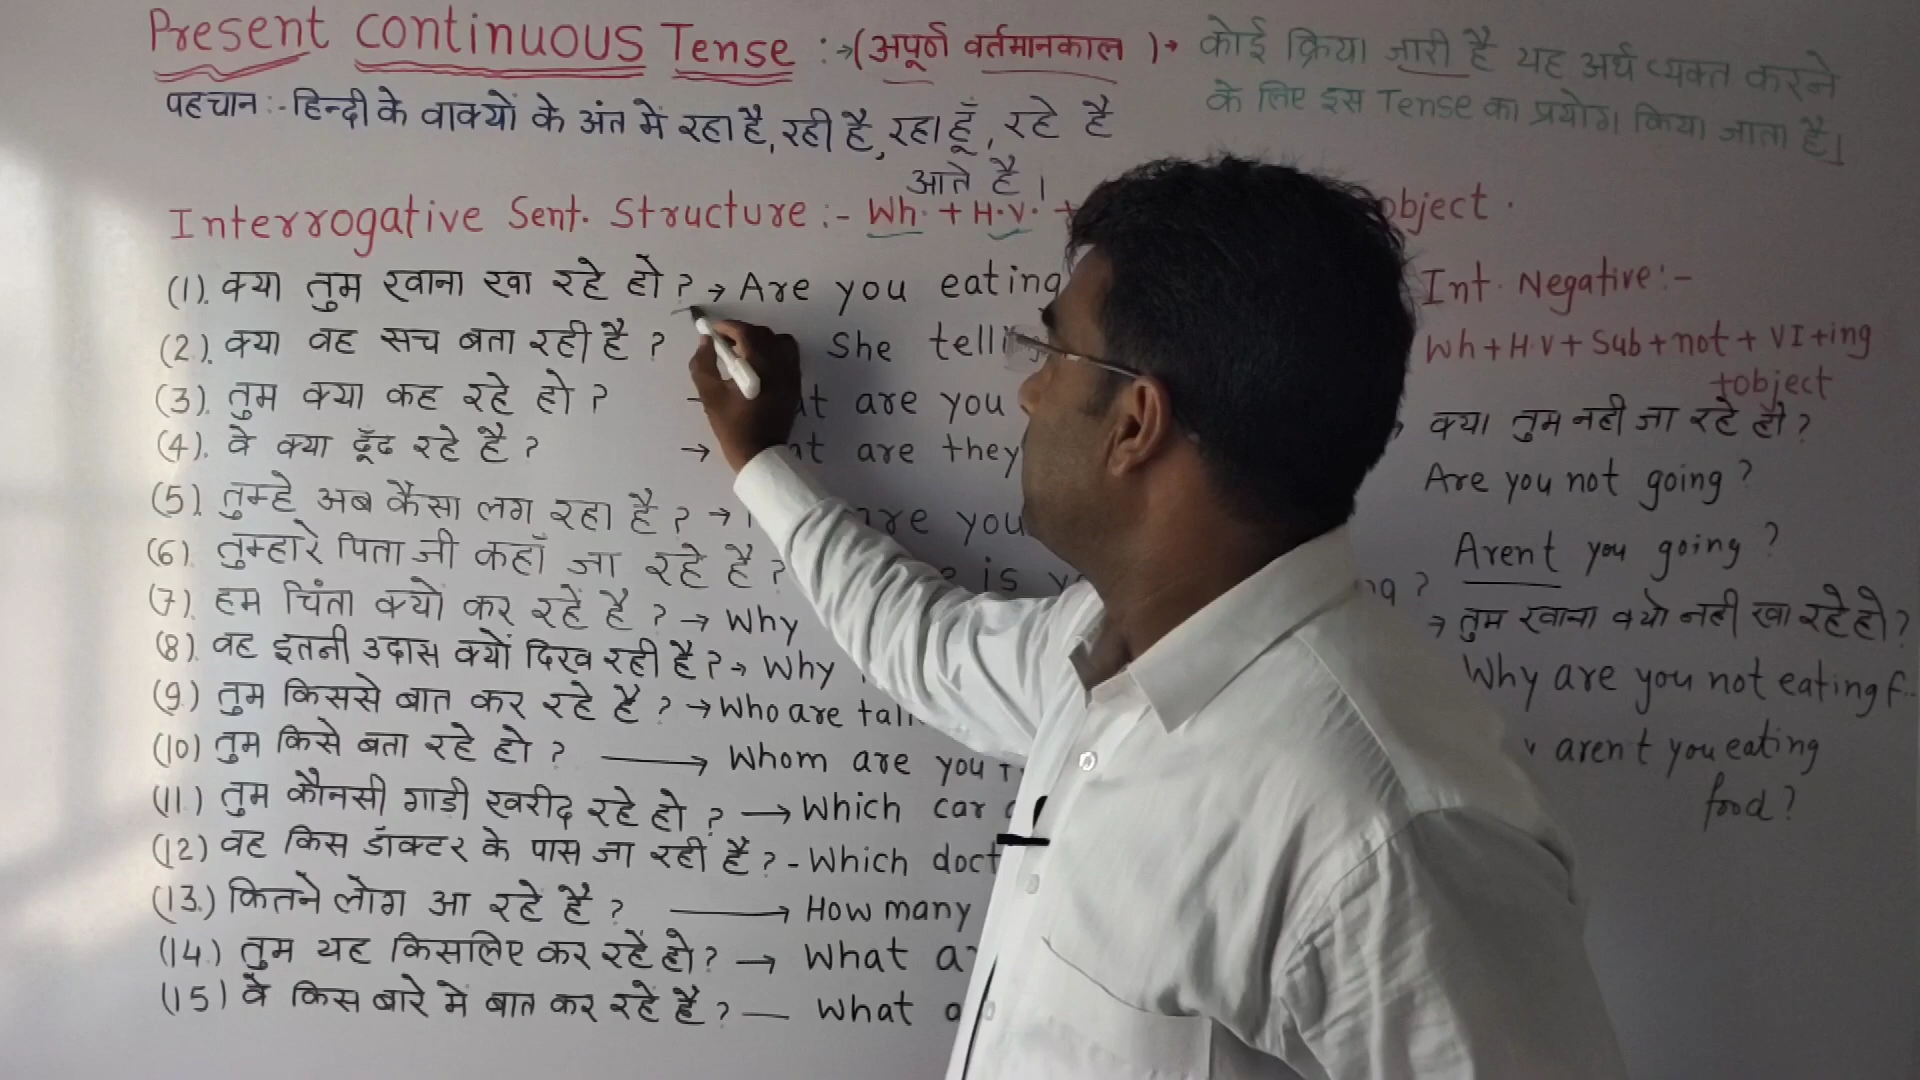 Present Continuous Tense :→ (अपूर्ण वर्तमानकाल) → कोई क्रिया जारी है यह अर्थ व्यक्त करने
के लिए इस Tense का प्रयोग किया जाता है।
पहचान :- हिन्दी के वाक्यों के अंत में रहा है, रही है, रहा हूँ, रहे है
आते है।
Interrogative Sent. Structure :- Wh. + H.V. + object.
(1). क्या तुम खाना खा रहे हो? → Are you eating
(2). क्या वह सच बता रही है? She telli
(3). तुम क्या कह रहे हो? are you
(4). वे क्या ढूँढ रहे है? → are they
(5). तुम्हे अब कैसा लग रहा है? → are you
(6). तुम्हारे पिता जी कहाँ जा रहे है? is
(7). हम चिंता क्यों कर रहें है? → Why
(8). वह इतनी उदास क्यों दिख रही है? → Why
(9) तुम किससे बात कर रहे है? → Who are
(10) तुम किसे बता रहे हो? → Whom are you
(11.) तुम कौनसी गाडी खरीद रहे हो? → Which car
(12) वह किस डॉक्टर के पास जा रही है? - Which doct
(13.) कितने लोग आ रहे है? → How many
(14.) तुम यह किसलिए कर रहें हो? → What
(15) वे किस बारे में बात कर रहें है? — What
Int. Negative :-
Wh + H.V + Sub + not + VI + ing
+object
क्या तुम नही जा रहे हो?
Are you not going?
Arent you going?
→ तुम खाना क्यो नही खा रहे हो?
Why are you not eating f..
arent you eating
food?